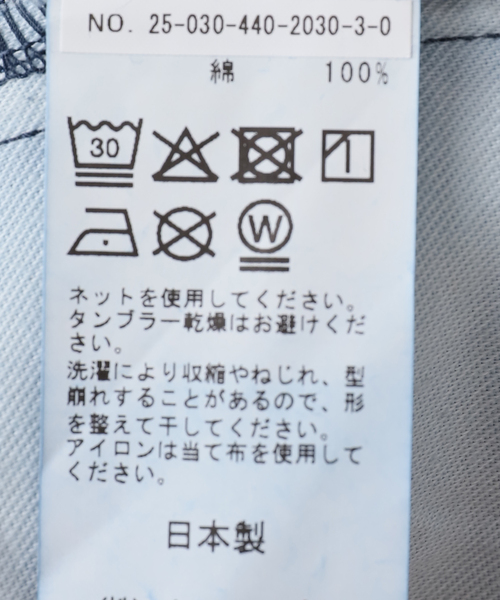 NO. 25-030-440-2030-3-0
綿 100%
30
W
ネットを使用してください。
タンブラー乾燥はお避けくだ
さい。
洗濯により収縮やねじれ、型
崩れすることがあるので、形
を整えて干してください。
アイロンは当て布を使用して
ください。
日本製